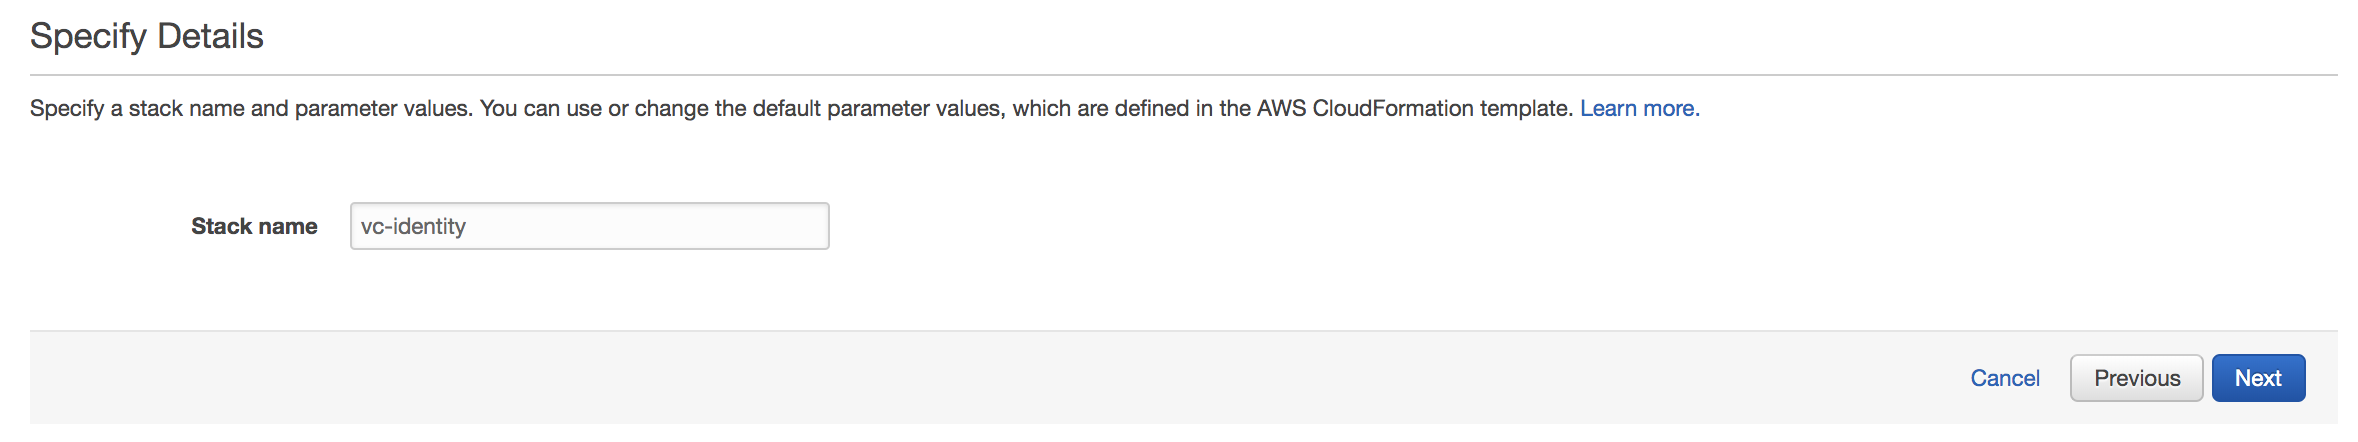 Specify Details
Specify a stack name and parameter values. You can use or change the default parameter values, which are defined in the AWS CloudFormation template. Learn more.
Stack name vc-identity
Cancel Previous Next